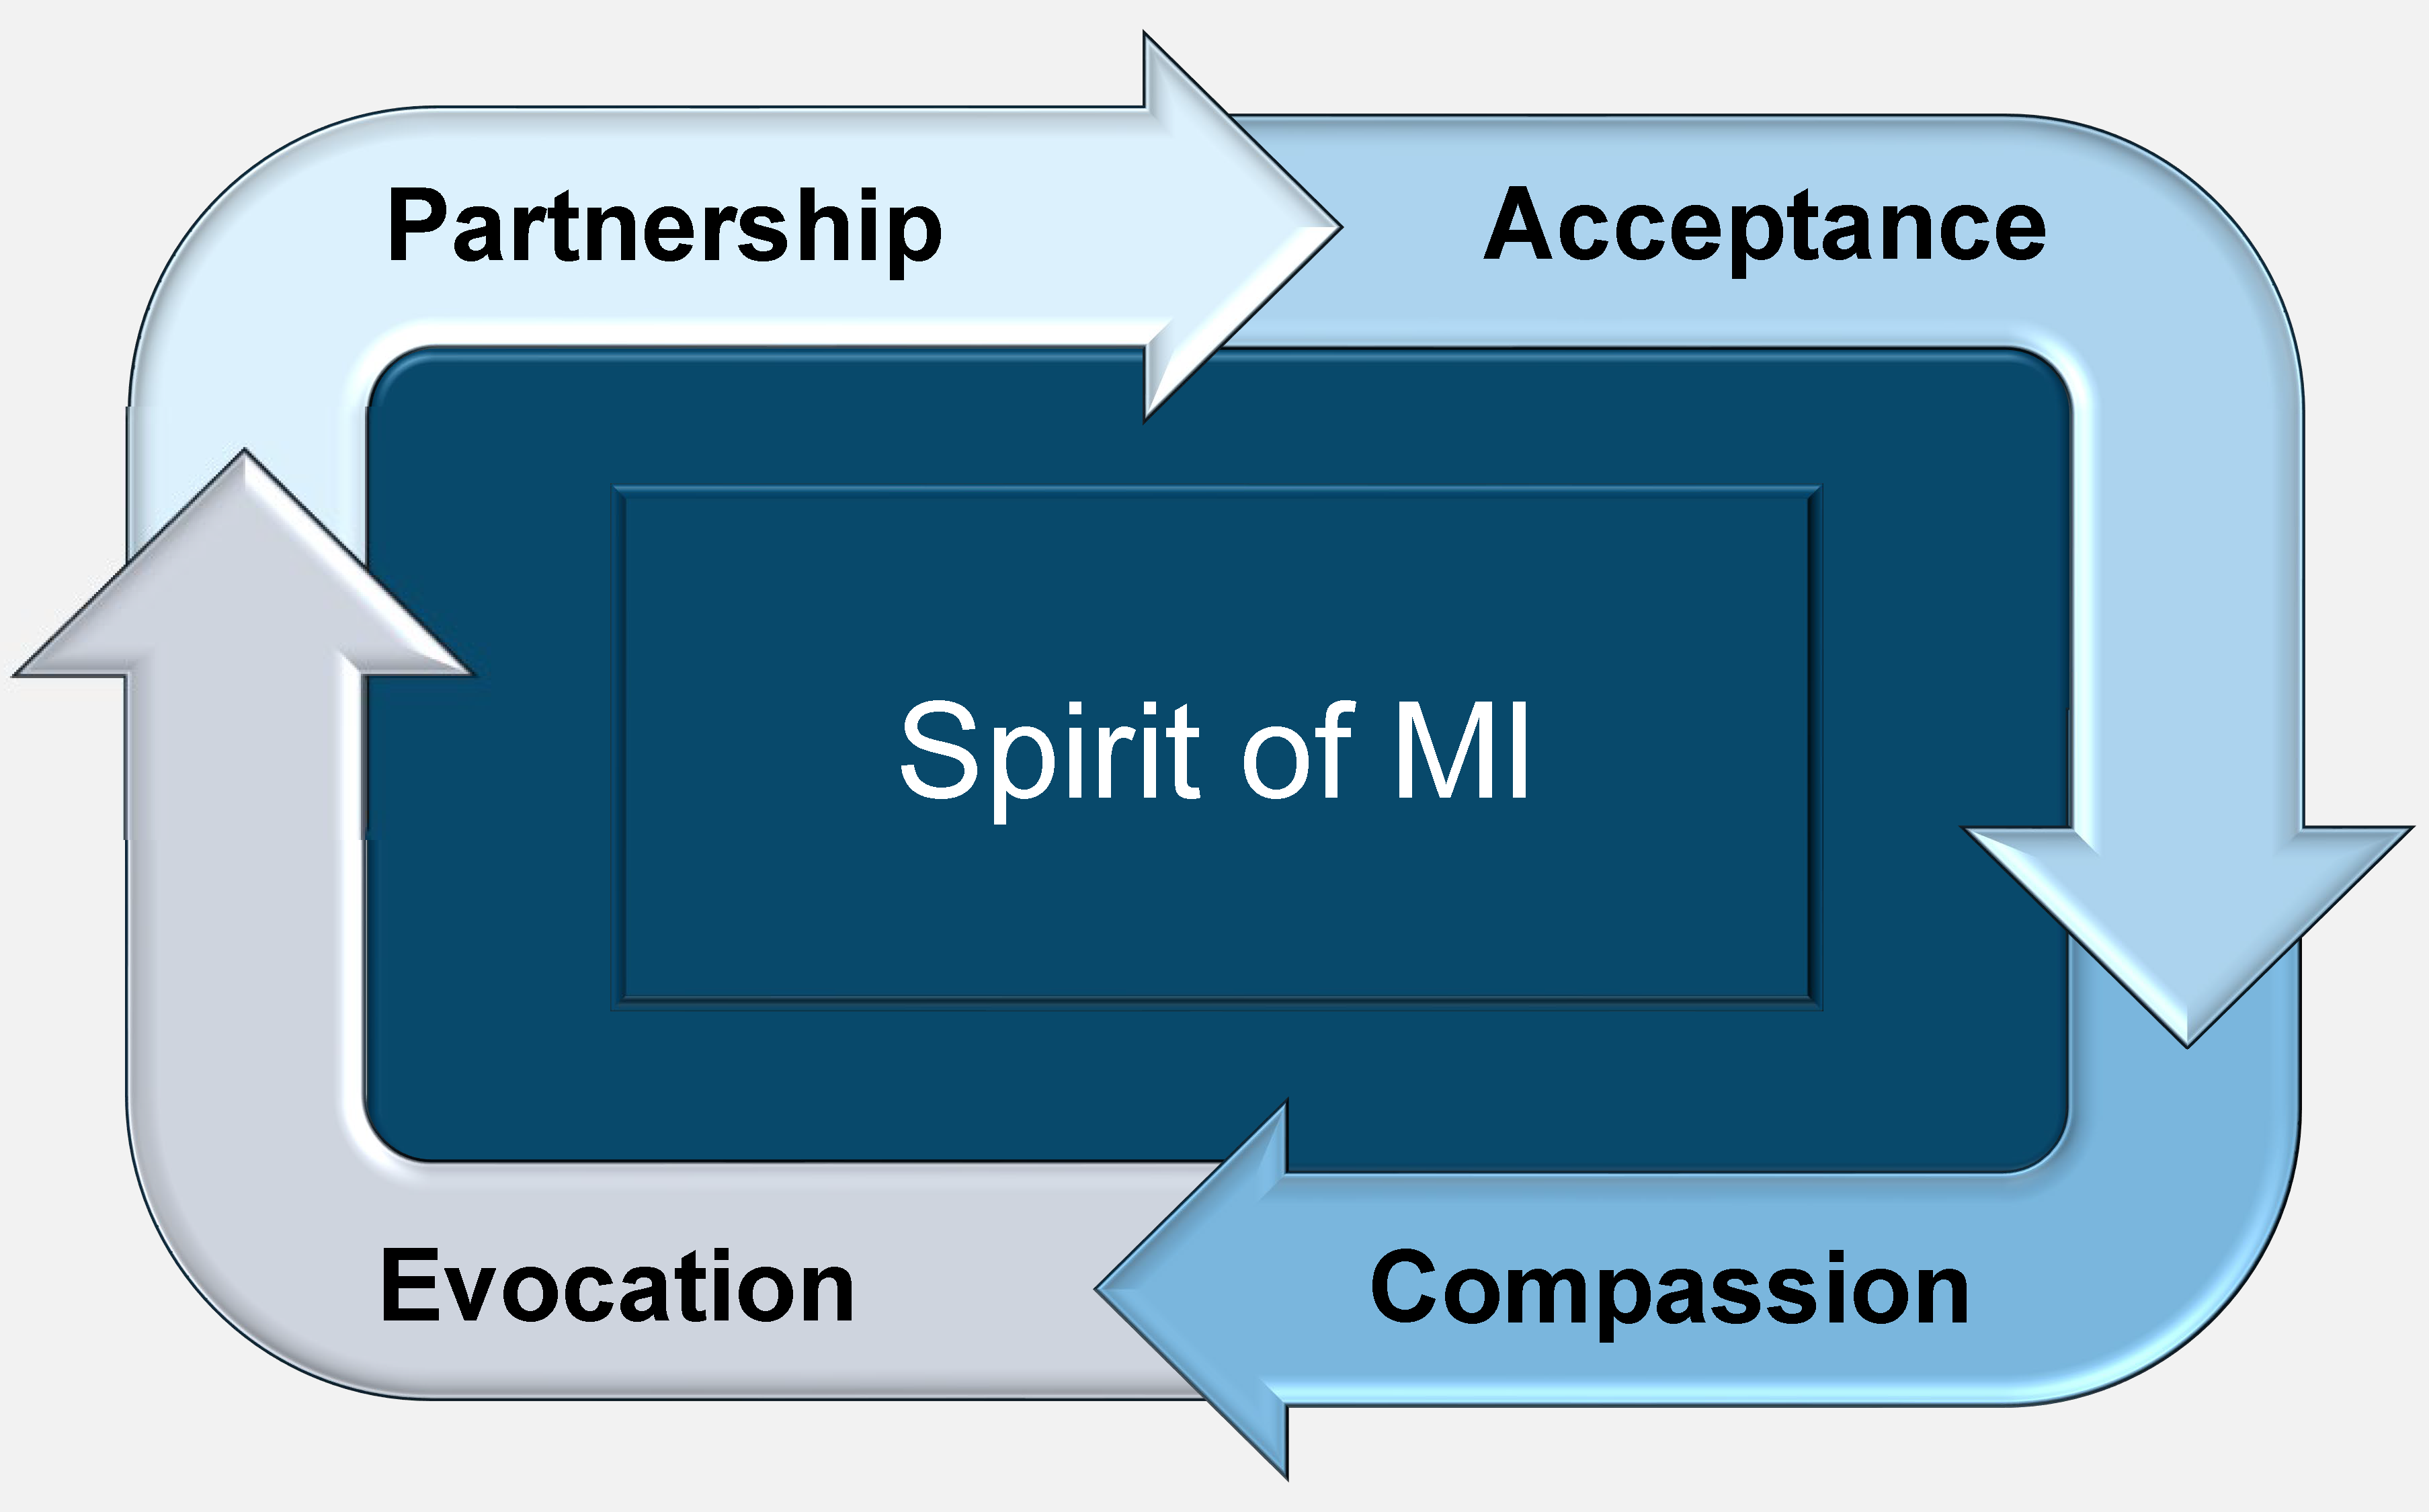 Partnership
Acceptance
Spirit of MI
Evocation
Compassion